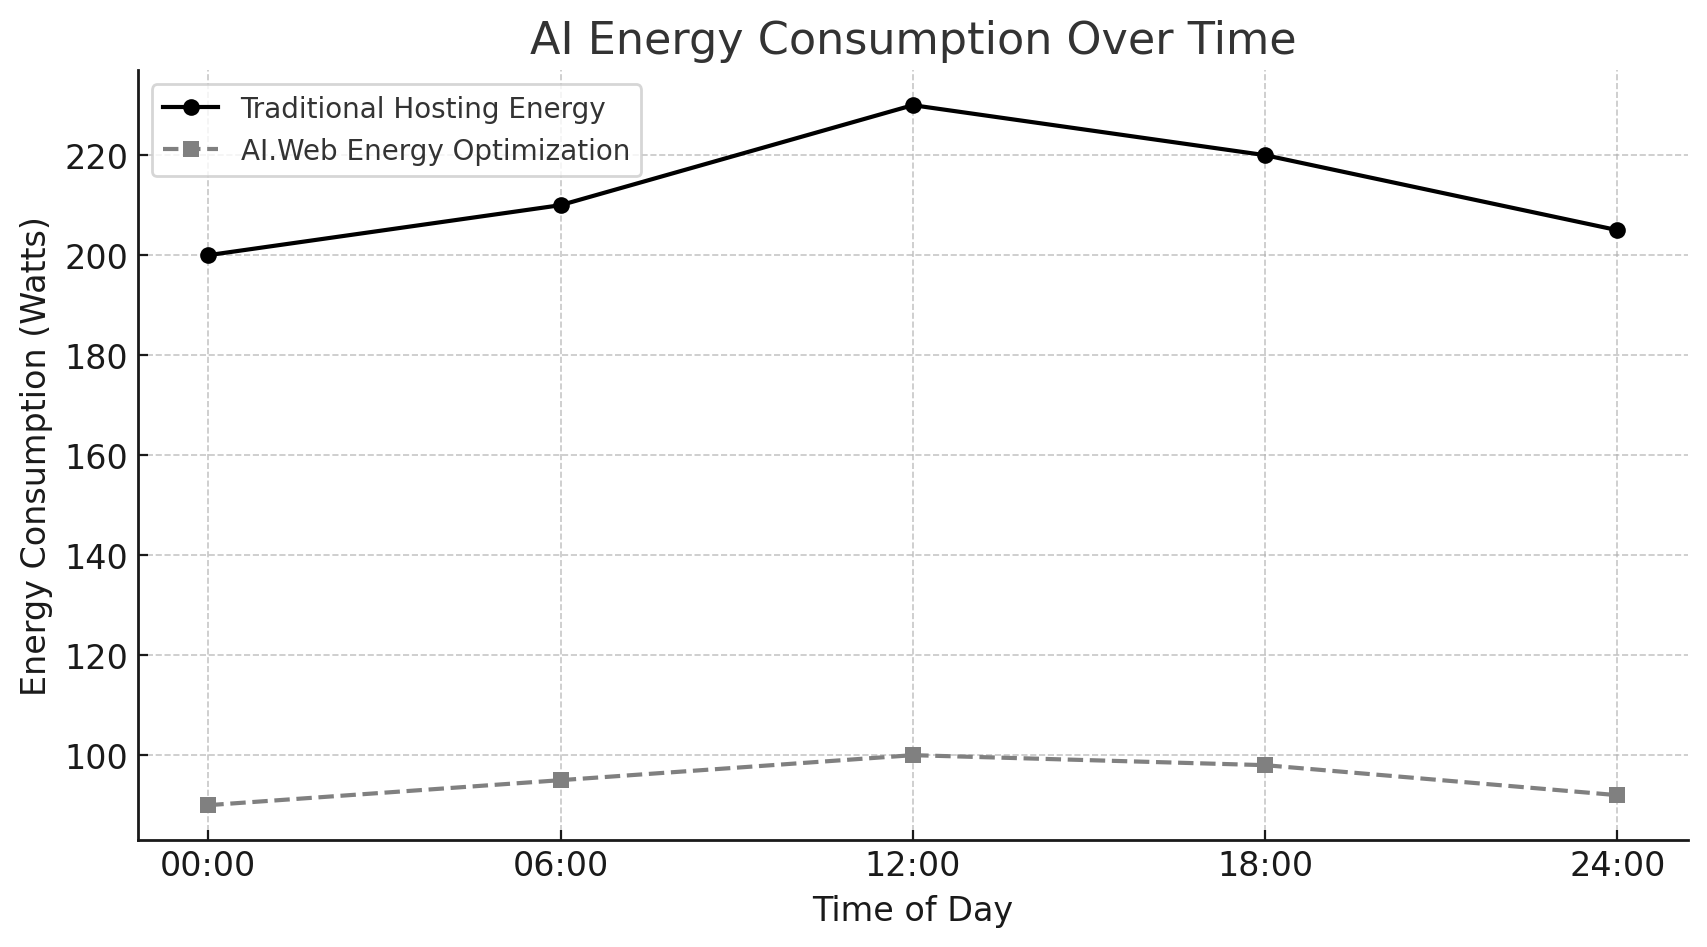 AI Energy Consumption Over Time
Traditional Hosting Energy
AI.Web Energy Optimization
Energy Consumption (Watts)
220
200
180
160
140
120
100
00:00 06:00 12:00 18:00 24:00
Time of Day